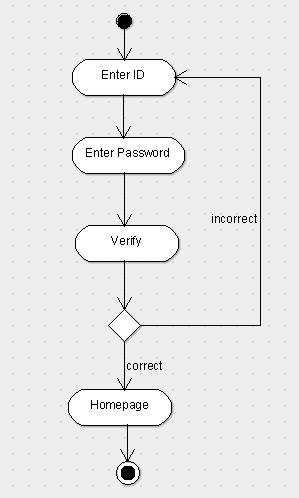 Enter ID
Enter Password
Verify
incorrect
correct
Homepage